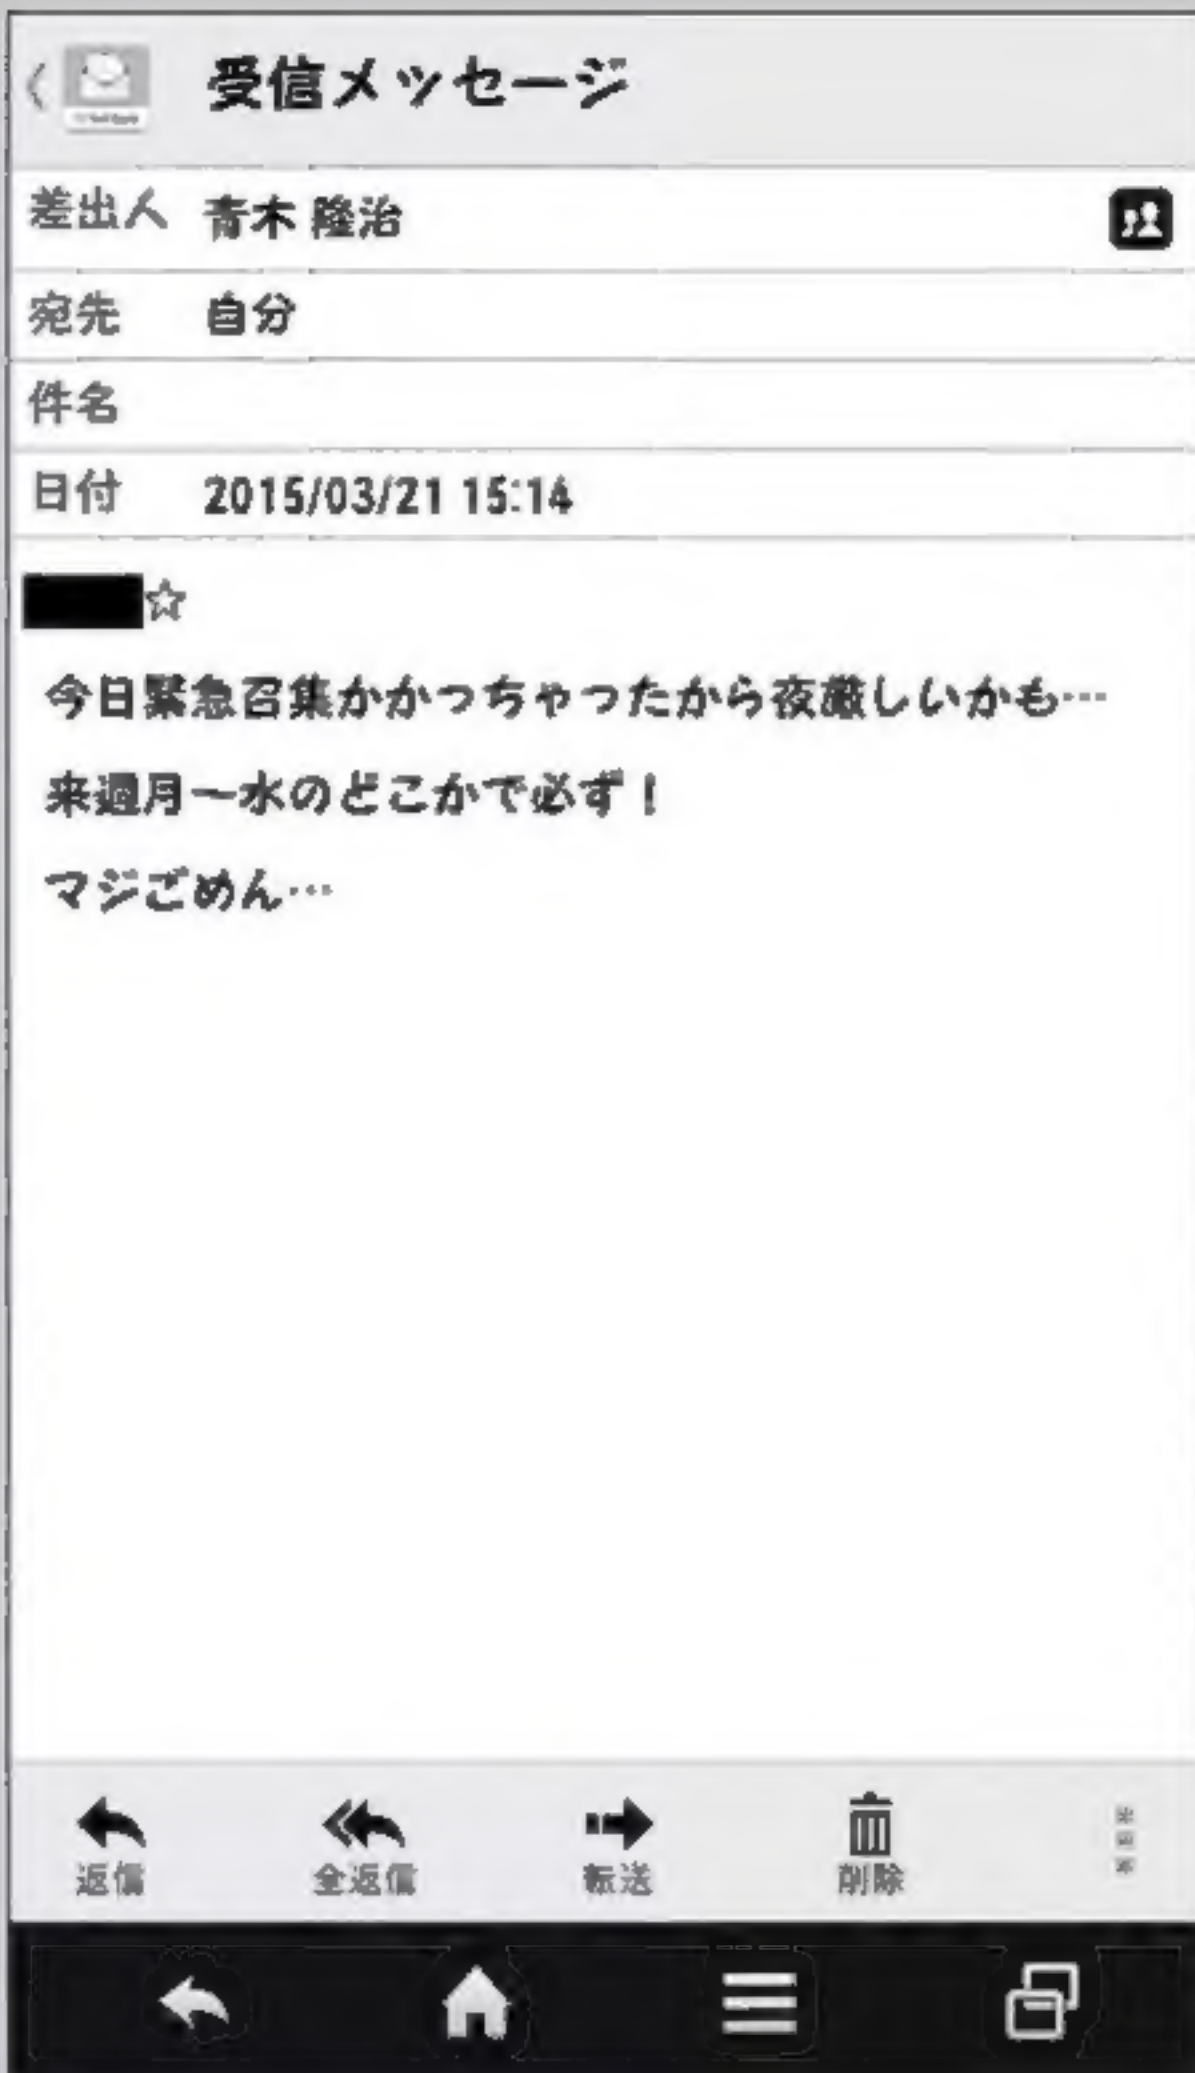 受信メッセージ
差出人 青木 隆治
宛先 自分
件名
日付 2015/03/21 15:14
☆
今日緊急召集かかっちゃったから夜厳しいかも…
来週月〜水のどこかで必ず！
マジごめん…
返信 全返信 転送 削除